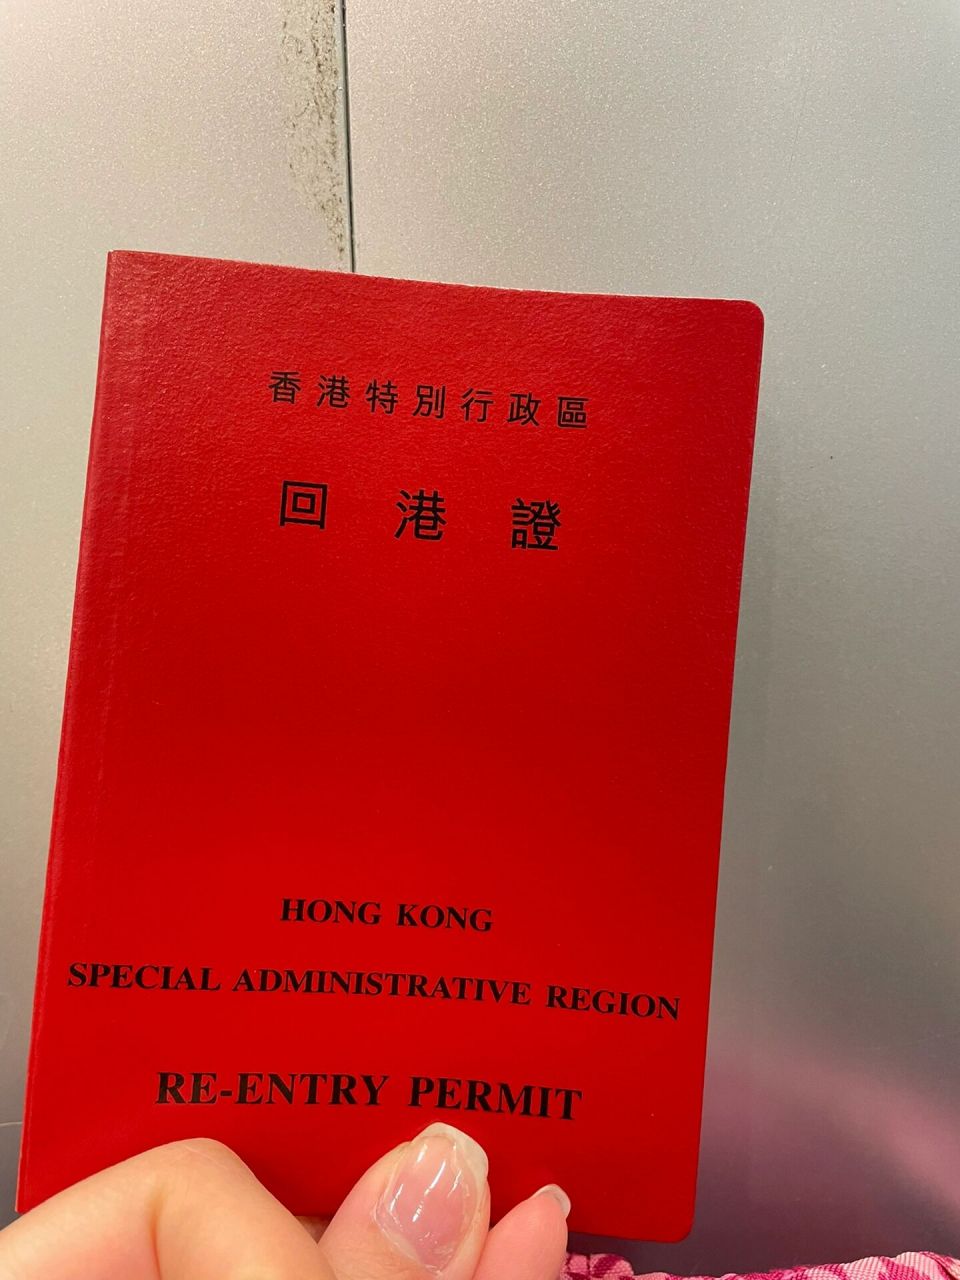 香港特別行政區
回港證
HONG KONG
SPECIAL ADMINISTRATIVE REGION
RE-ENTRY PERMIT